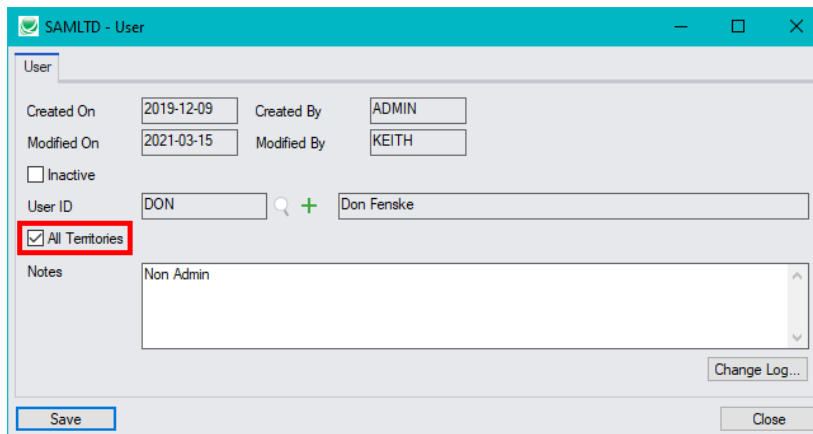 SAMLTD - User
User
Created On 2019-12-09 Created By ADMIN
Modified On 2021-03-15 Modified By KEITH
Inactive
User ID DON Don Fenske
All Territories
Notes Non Admin
Change Log...
Save Close